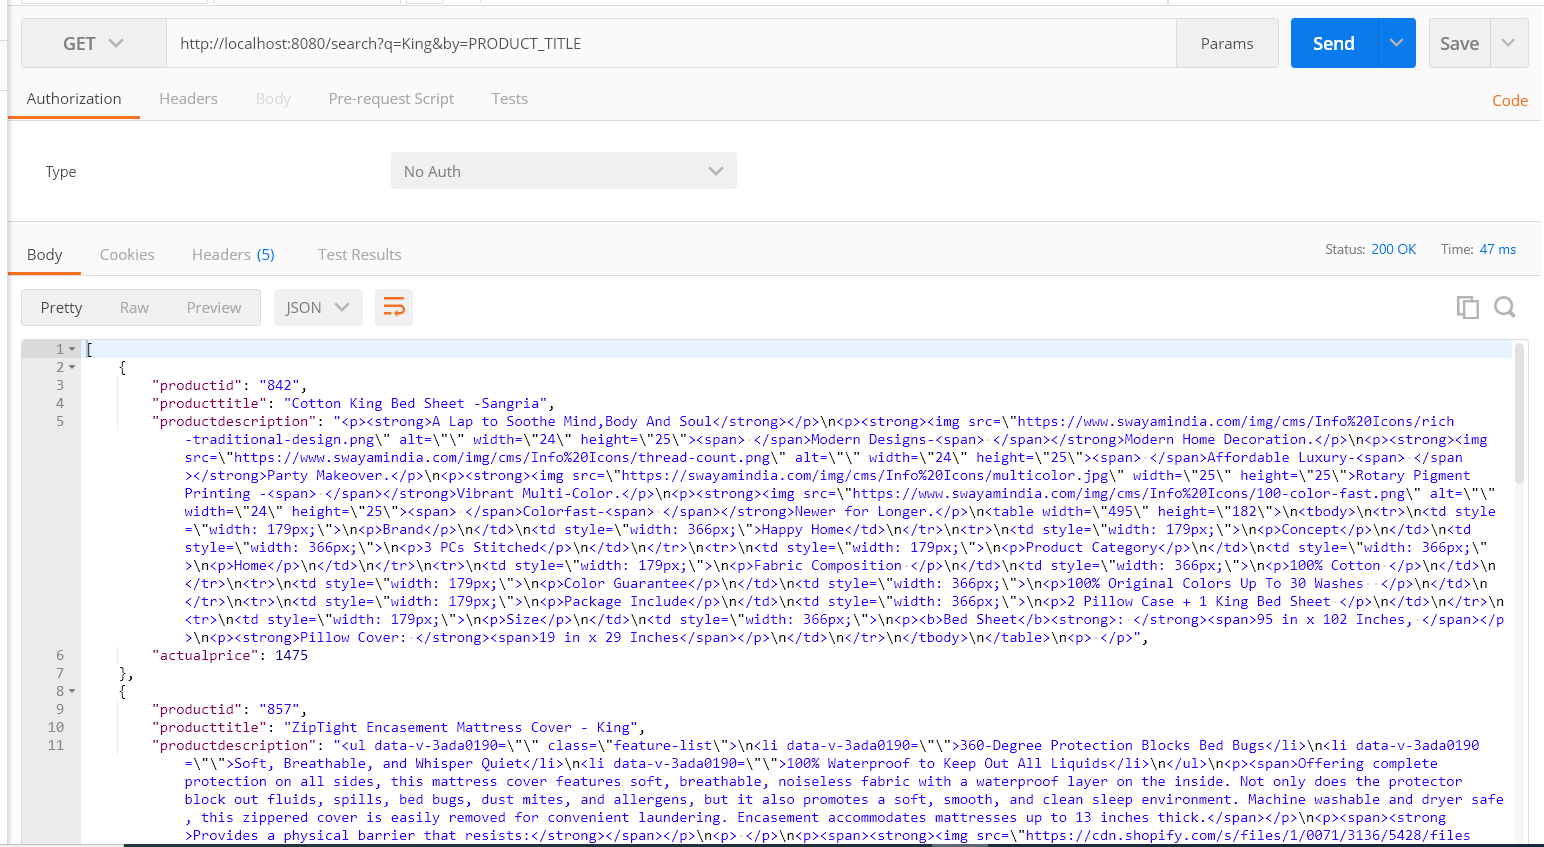 GET http://localhost:8080/search?q=King&by=PRODUCT_TITLE Params Send Save
Authorization Headers Body Pre-request Script Tests Code
Type No Auth
Body Cookies Headers (5) Test Results Status: 200 OK Time: 47 ms
Pretty Raw Preview JSON
1 [
2 {
3 "productid": "842",
4 "producttitle": "Cotton King Bed Sheet -Sangria",
5 "productdescription": "<p><strong>A Lap to Soothe Mind,Body And Soul</strong></p>\n<p><strong><img src=\"https://www.swayamindia.com/img/cms/Info%20Icons/rich
-traditional-design.png\" alt=\"\" width=\"24\" height=\"25\"><span> </span>Modern Designs-<span> </span></strong>Modern Home Decoration.</p>\n<p><strong><img
src=\"https://www.swayamindia.com/img/cms/Info%20Icons/thread-count.png\" alt=\"\" width=\"24\" height=\"25\"><span> </span>Affordable Luxury-<span> </span
></strong>Party Makeover.</p>\n<p><strong><img src=\"https://swayamindia.com/img/cms/Info%20Icons/multicolor.jpg\" width=\"25\" height=\"25\">Rotary Pigment
Printing -<span> </span></strong>Vibrant Multi-Color.</p>\n<p><strong><img src=\"https://www.swayamindia.com/img/cms/Info%20Icons/100-color-fast.png\" alt=\"\"
width=\"24\" height=\"25\"><span> </span>Colorfast-<span> </span></strong>Newer for Longer.</p>\n<table width=\"495\" height=\"182\">\n<tbody>\n<tr>\n<td style
=\"width: 179px;\">\n<p>Brand</p>\n</td>\n<td style=\"width: 366px;\">Happy Home</td>\n</tr>\n<tr>\n<td style=\"width: 179px;\">\n<p>Concept</p>\n</td>\n<td
style=\"width: 366px;\">\n<p>3 PCs Stitched</p>\n</td>\n</tr>\n<tr>\n<td style=\"width: 179px;\">\n<p>Product Category</p>\n</td>\n<td style=\"width: 366px;\"
>\n<p>Home</p>\n</td>\n</tr>\n<tr>\n<td style=\"width: 179px;\">\n<p>Fabric Composition </p>\n</td>\n<td style=\"width: 366px;\">\n<p>100% Cotton </p>\n</td>\n
</tr>\n<tr>\n<td style=\"width: 179px;\">\n<p>Color Guarantee</p>\n</td>\n<td style=\"width: 366px;\">\n<p>100% Original Colors Up To 30 Washes  </p>\n</td>\n
</tr>\n<tr>\n<td style=\"width: 179px;\">\n<p>Package Include</p>\n</td>\n<td style=\"width: 366px;\">\n<p>2 Pillow Case + 1 King Bed Sheet </p>\n</td>\n</tr>\n
<tr>\n<td style=\"width: 179px;\">\n<p>Size</p>\n</td>\n<td style=\"width: 366px;\">\n<p><b>Bed Sheet</b><strong>: </strong><span>95 in x 102 Inches, </span></p
>\n<p><strong>Pillow Cover: </strong><span>19 in x 29 Inches</span></p>\n</td>\n</tr>\n</tbody>\n</table>\n<p> </p>",
6 "actualprice": 1475
7 },
8 {
9 "productid": "857",
10 "producttitle": "ZipTight Encasement Mattress Cover - King",
11 "productdescription": "<ul data-v-3ada0190=\"\" class=\"feature-list\">\n<li data-v-3ada0190=\"\">360-Degree Protection Blocks Bed Bugs</li>\n<li data-v-3ada0190
=\"\">Soft, Breathable, and Whisper Quiet</li>\n<li data-v-3ada0190=\"\">100% Waterproof to Keep Out All Liquids</li>\n</ul>\n<p><span>Offering complete
protection on all sides, this mattress cover features soft, breathable, noiseless fabric with a waterproof layer on the inside. Not only does the protector
block out fluids, spills, bed bugs, dust mites, and allergens, but it also promotes a soft, smooth, and clean sleep environment. Machine washable and dryer safe
, this zippered cover is easily removed for convenient laundering. Encasement accommodates mattresses up to 13 inches thick.</span></p>\n<p><span><strong
>Provides a physical barrier that resists:</strong></span></p>\n<p> </p>\n<p><span><strong><img src=\"https://cdn.shopify.com/s/files/1/0071/3136/5428/files